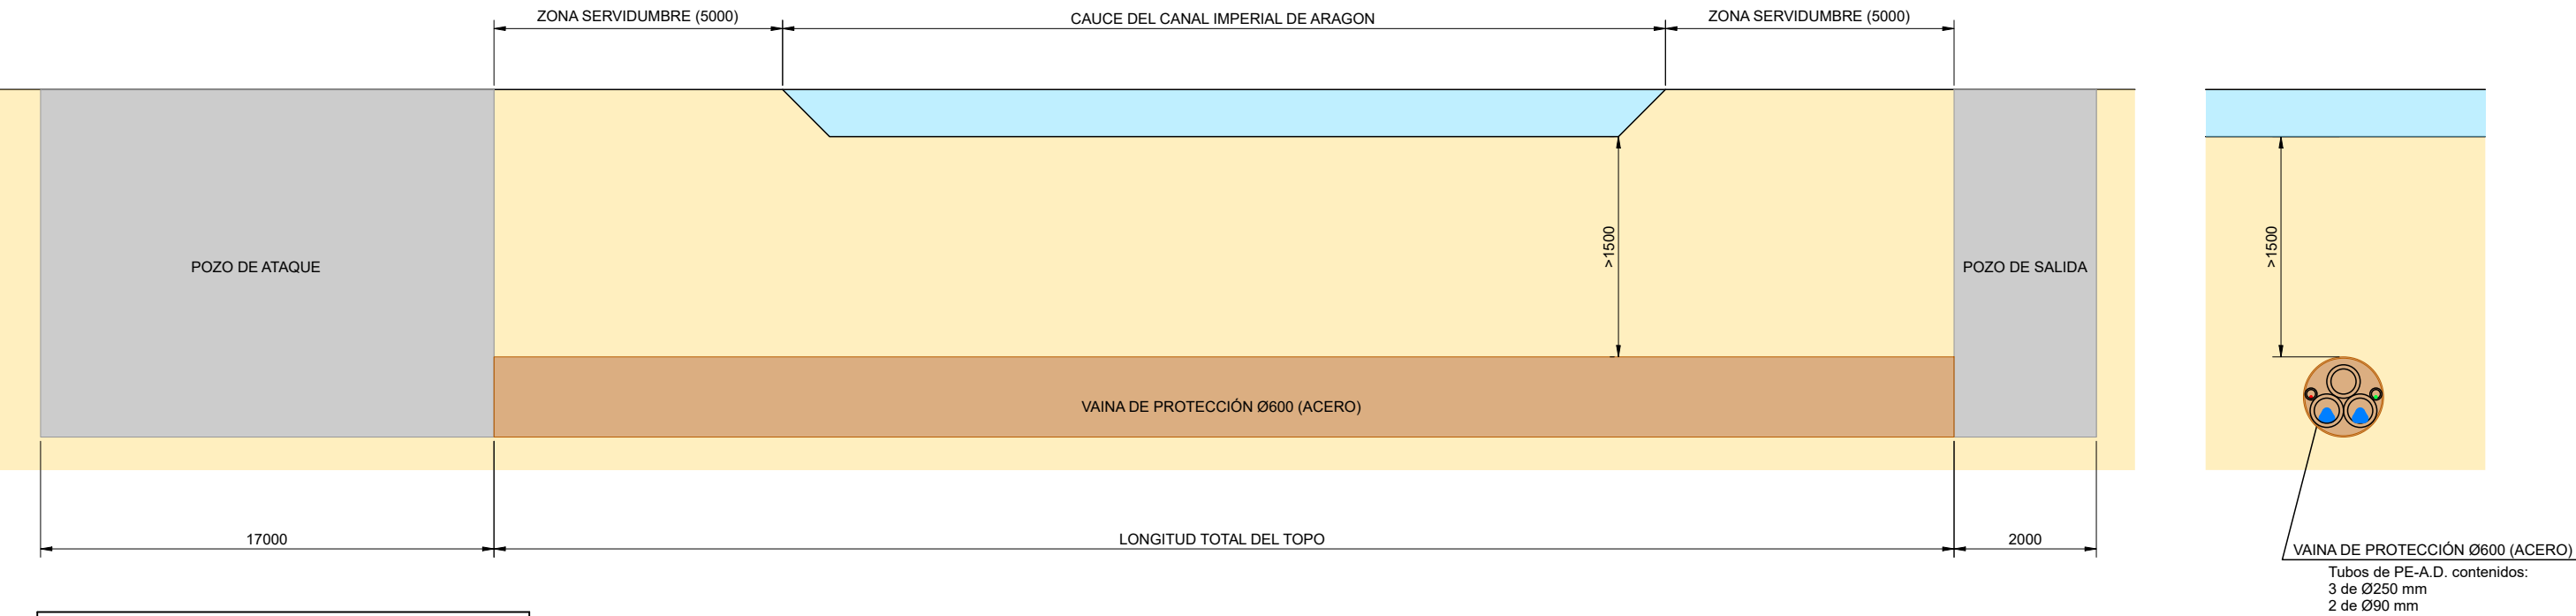 ZONA SERVIDUMBRE (5000)
CAUCE DEL CANAL IMPERIAL DE ARAGON
ZONA SERVIDUMBRE (5000)
>1500
>1500
POZO DE ATAQUE
POZO DE SALIDA
VAINA DE PROTECCIÓN Ø600 (ACERO)
17000
LONGITUD TOTAL DEL TOPO
2000
VAINA DE PROTECCIÓN Ø600 (ACERO)
Tubos de PE-A.D. contenidos:
3 de Ø250 mm
2 de Ø90 mm